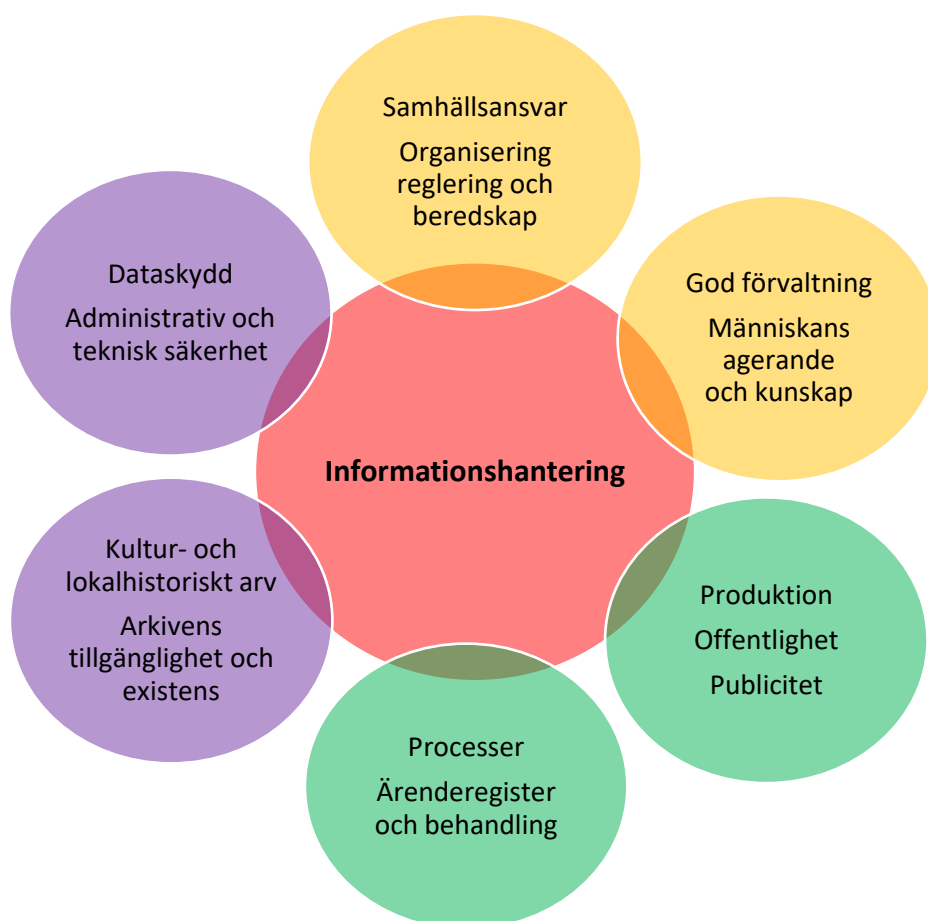 Samhällsansvar
Organisering
reglering och
beredskap
God förvaltning
Människans
agerande
och kunskap
Produktion
Offentlighet
Publicitet
Processer
Ärenderegister
och behandling
Kultur- och
lokalhistoriskt arv
Arkivens
tillgänglighet och
existens
Dataskydd
Administrativ och
teknisk säkerhet
Informationshantering